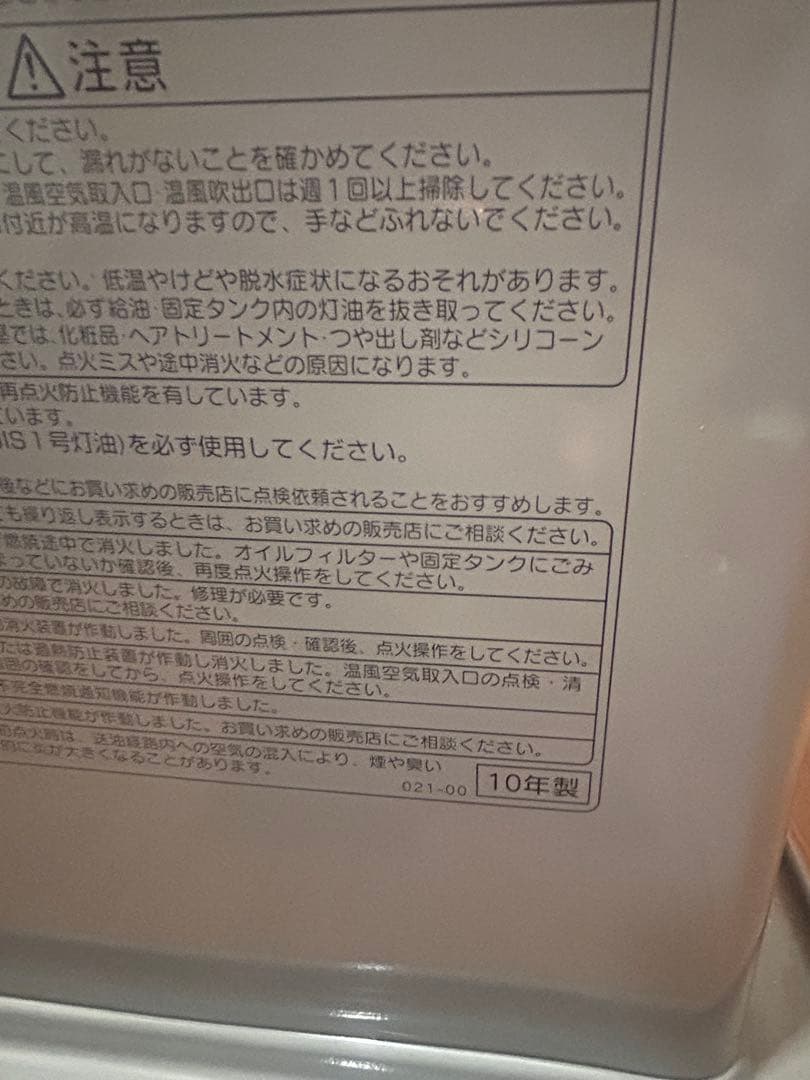 注意
ください。
にして、漏れがないことを確かめてください。
温風空気取入口・温風吹出口は週1回以上掃除してください。
付近が高温になりますので、手などふれないでください。
ください。低温やけどや脱水症状になるおそれがあります。
ときは、必ず給油・固定タンク内の灯油を抜き取ってください。
では、化粧品・ヘアトリートメント・つや出し剤などシリコーン
さい。点火ミスや途中消火などの原因になります。
再点火防止機能を有しています。
ています。
JIS1号灯油)を必ず使用してください。
後などにお買い求めの販売店に点検依頼されることをおすすめします。
ても繰り返し表示するときは、お買い求めの販売店にご相談ください。
燃焼途中で消火しました。オイルフィルターや固定タンクにごみ
まっていないか確認後、再度点火操作をしてください。
の故障で消火しました。修理が必要です。
めの販売店にご相談ください。
消火装置が作動しました。周囲の点検・確認後、点火操作をしてください。
たは過熱防止装置が作動し消火しました。温風空気取入口の点検・清
囲の確認をしてから、点火操作をしてください。
不完全燃焼通知機能が作動しました。
火防止機能が作動しました。お買い求めの販売店にご相談ください。
点火時は、送油経路内への空気の混入により、煙や臭い
的に炎が大きくなることがあります。
021-00
10年製